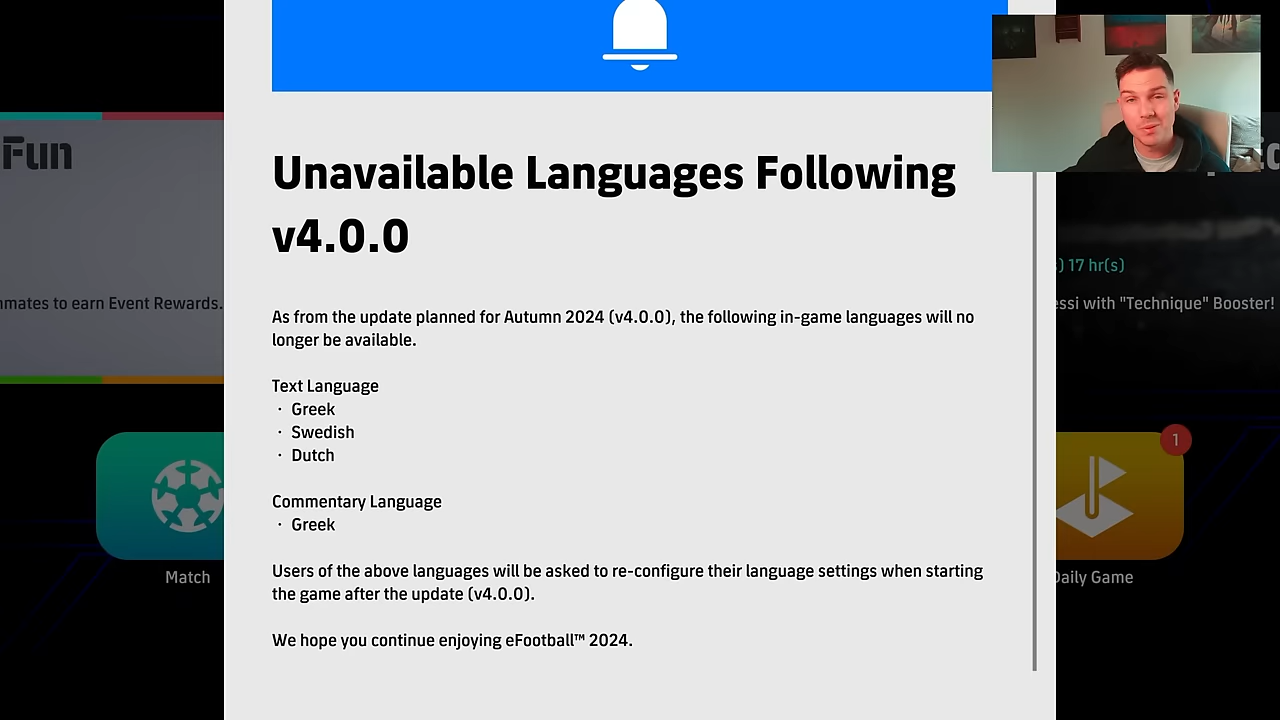 Fun
Unavailable Languages Following
v4.0.0
17 hr(s)
mates to earn Event Rewards.
with "Technique" Booster!
As from the update planned for Autumn 2024 (v4.0.0), the following in-game languages will no
longer be available.
Text Language
· Greek
· Swedish
· Dutch
Commentary Language
· Greek
Users of the above languages will be asked to re-configure their language settings when starting
the game after the update (v4.0.0).
We hope you continue enjoying eFootball™ 2024.
Match
1
Daily Game